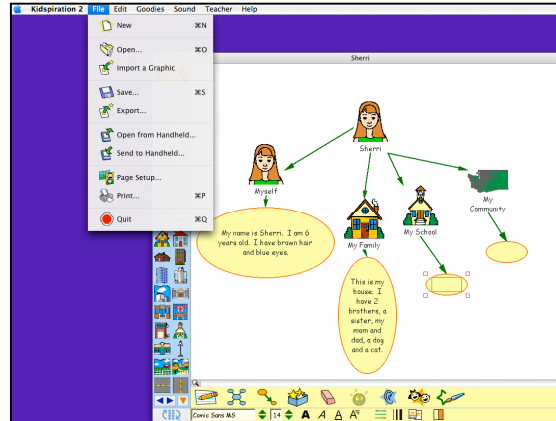 Kidspiration 2 File Edit Goodies Sound Teacher Help
New ⌘N
Open... ⌘O
Import a Graphic
Save... ⌘S
Export...
Open from Handheld...
Send to Handheld...
Page Setup...
Print... ⌘P
Quit ⌘Q
Sherri
Sherri
Myself
My name is Sherri. I am 6
years old. I have brown hair
and blue eyes.
My Family
This is my
house. I
have 2
brothers, a
sister, my
mom and
dad, a dog
and a cat.
My School
My
Community
Comic Sans MS 14 A A A A